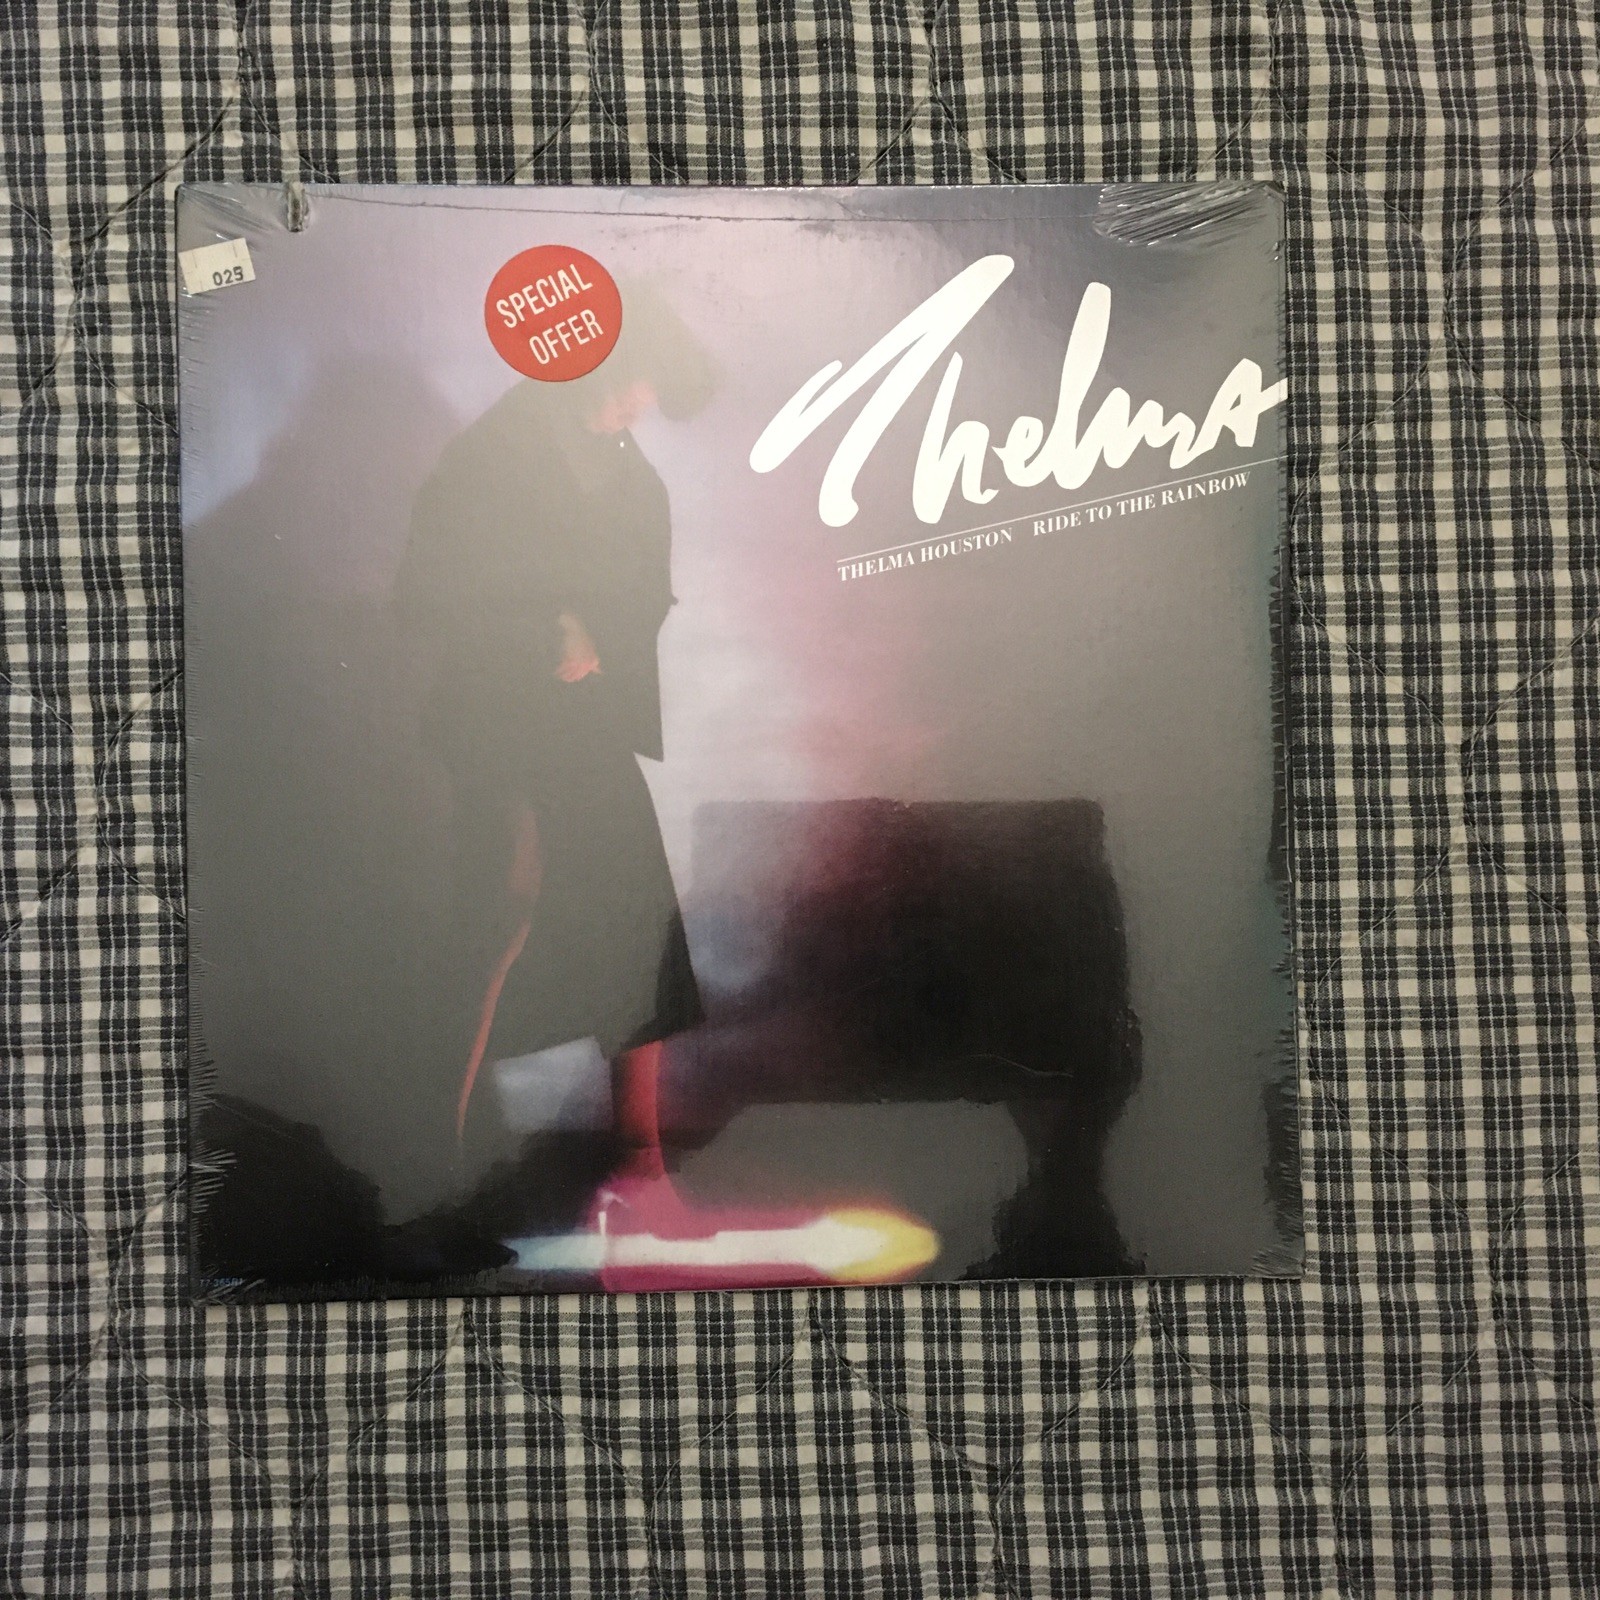 025
SPECIAL
OFFER
Thelma
THELMA HOUSTON RIDE TO THE RAINBOW